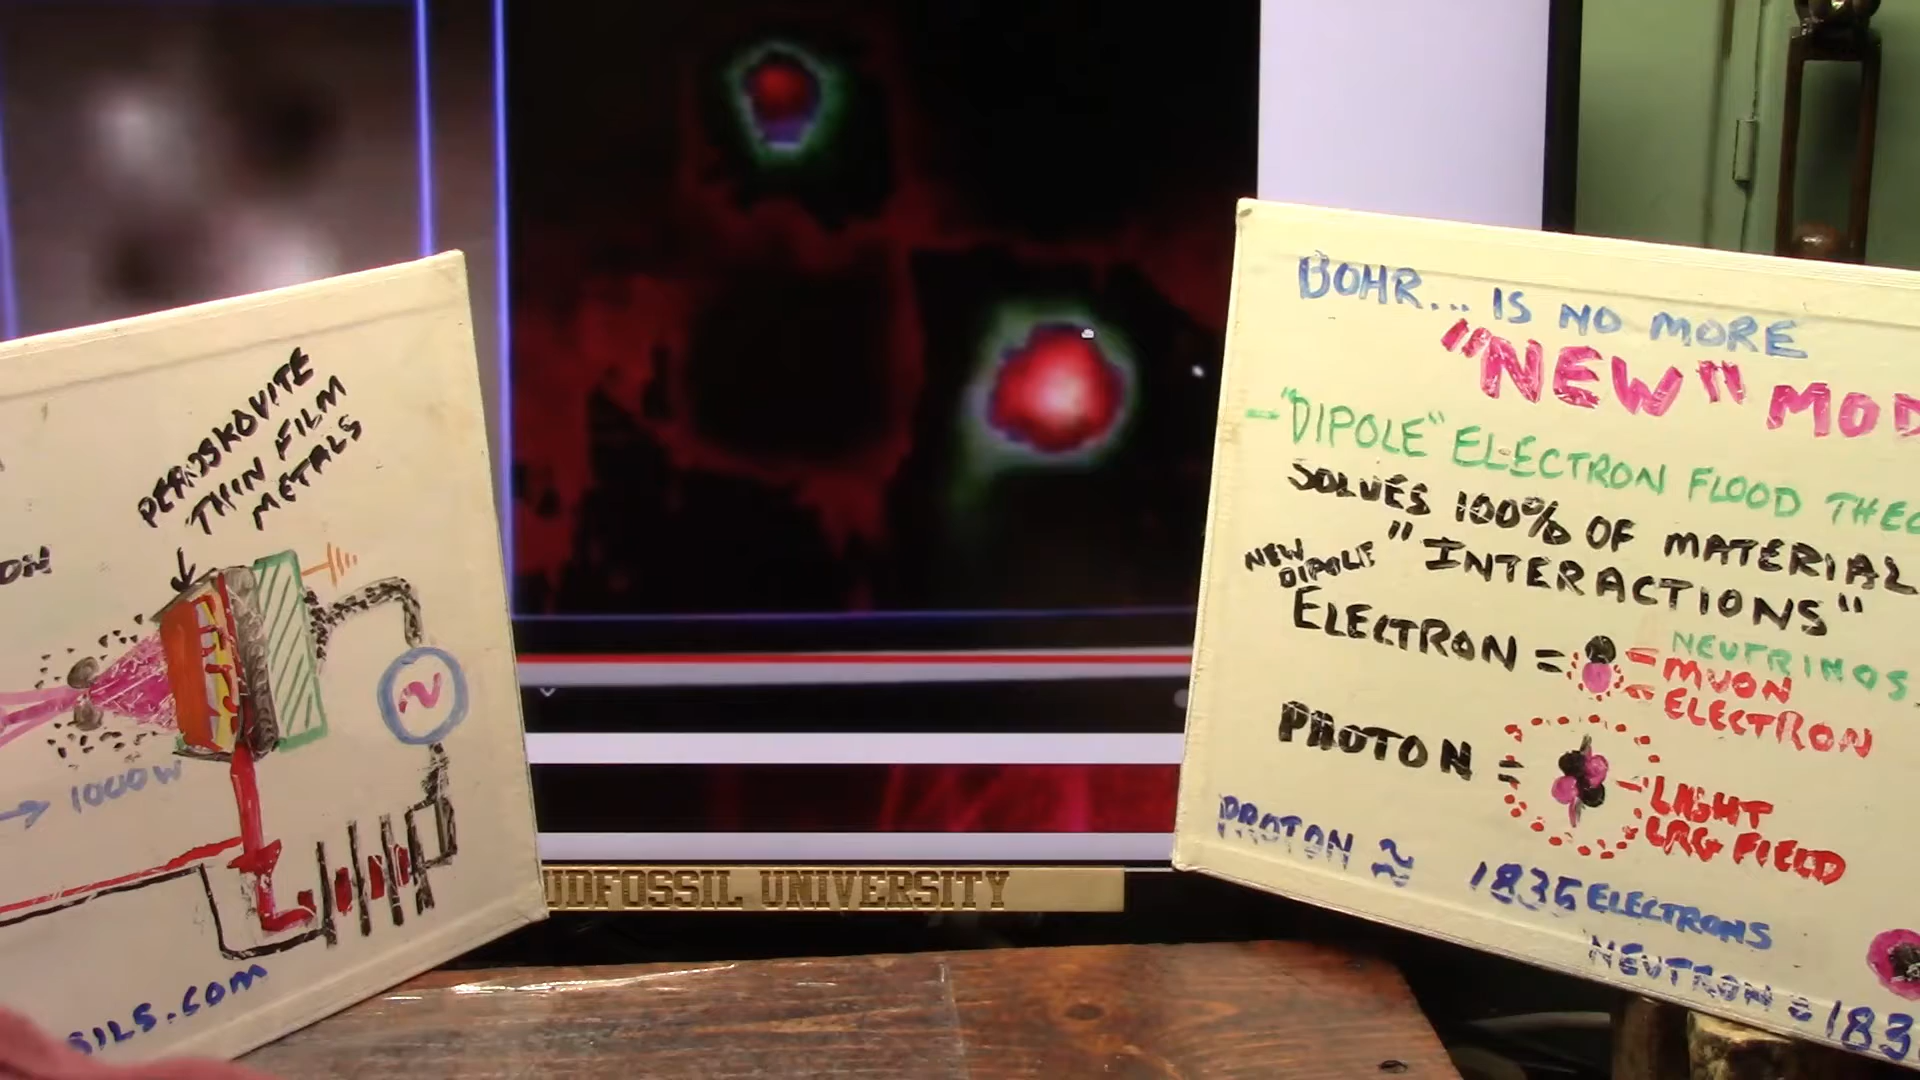 PEROSKOVITE
THIN FILM
METALS
ON
→ 1000W
SILS.COM
UDFOSSIL UNIVERSITY
BOHR... IS NO MORE
"NEW" MOD
-"DIPOLE" ELECTRON FLOOD THEO
SOLVES 100% OF MATERIAL
"INTERACTIONS"
NEW
DIPOLE
ELECTRON =
NEUTRINOS
MUON
ELECTRON
PHOTON =
LIGHT
LRG FIELD
PROTON ≈ 1835 ELECTRONS
NEUTRON = 183